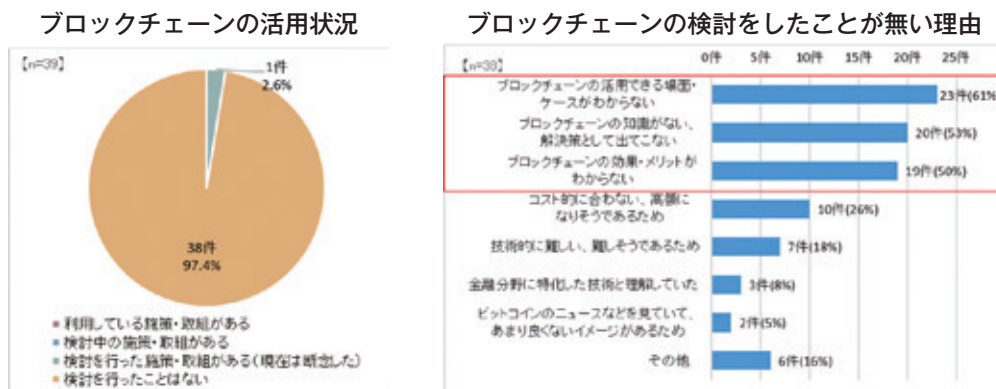 ブロックチェーンの活用状況
【n=39】
1件
2.6%
38件
97.4%
利用している施策・取組がある
検討中の施策・取組がある
検討を行った施策・取組がある(現在は断念した)
検討を行ったことはない
ブロックチェーンの検討をしたことが無い理由
【n=38】
0件 5件 10件 15件 20件 25件
ブロックチェーンの活用できる場面・
ケースがわからない
23件(61%
ブロックチェーンの知識がない、
解決策として出てこない
20件(53%)
ブロックチェーンの効果・メリットが
わからない
19件(50%)
コスト的に合わない、高額に
なりそうであるため
10件(26%)
技術的に難しい、難しそうであるため
7件(18%)
金融分野に特化した技術と理解していた
3件(8%)
ビットコインのニュースなどを見ていて、
あまり良くないイメージがあるため
2件(5%)
その他
6件(16%)